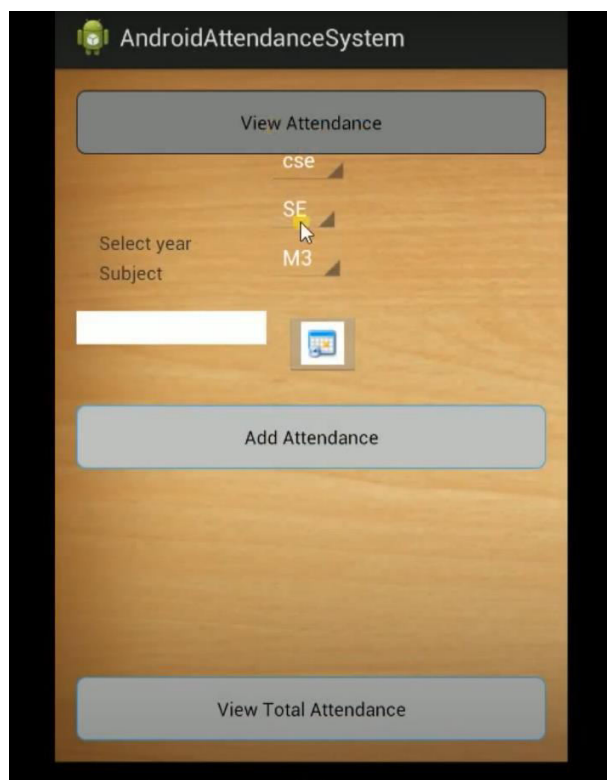 AndroidAttendanceSystem
View Attendance
cse
SE
Select year
M3
Subject
Add Attendance
View Total Attendance